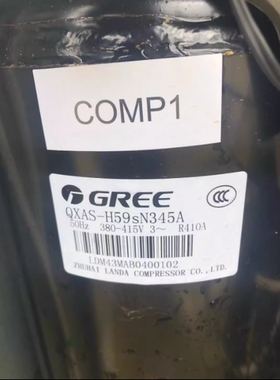 COMP1
GREE
QXAS-H59sN345A
50Hz 380-415V 3~ R410A
LDM43MAB0400102
ZHUHAI LANDA COMPRESSOR CO.,LTD.